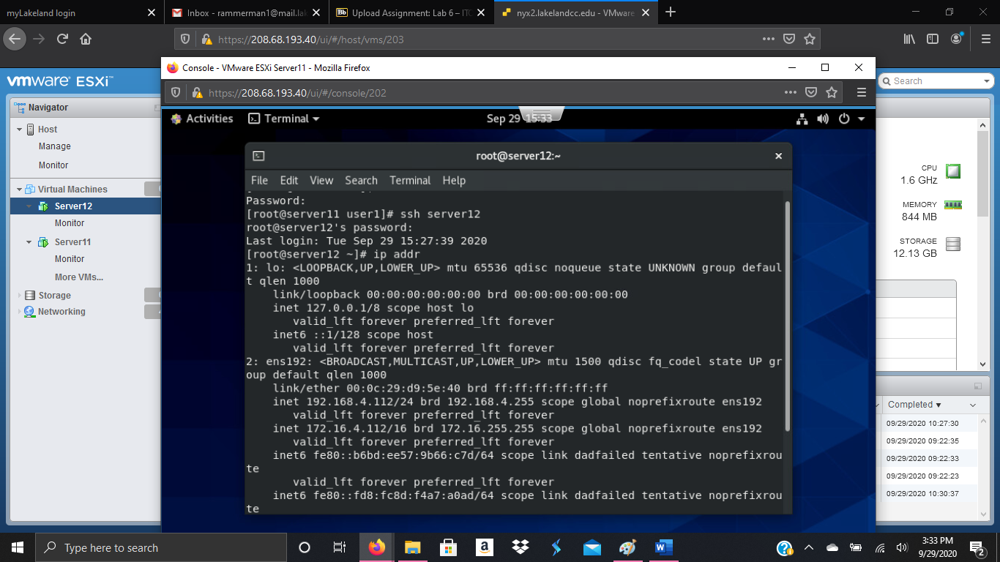 myLakeland login
Inbox - rammerman1@mail.lak
Bb Upload Assignment: Lab 6 – ITC
nyx2.lakelandcc.edu - VMware
https://208.68.193.40/ui/#/host/vms/203
vmware ESXi™
Search
Navigator
Host
Manage
Monitor
Virtual Machines
Server12
Monitor
Server11
Monitor
More VMs...
Storage
Networking
Console - VMware ESXi Server11 - Mozilla Firefox
https://208.68.193.40/ui/#/console/202
Activities
Terminal
Sep 29 15:33
root@server12:~
File Edit View Search Terminal Help
Password:
[root@server11 user1]# ssh server12
root@server12's password:
Last login: Tue Sep 29 15:27:39 2020
[root@server12 ~]# ip addr
1: lo: <LOOPBACK,UP,LOWER_UP> mtu 65536 qdisc noqueue state UNKNOWN group defaul
t qlen 1000
link/loopback 00:00:00:00:00:00 brd 00:00:00:00:00:00
inet 127.0.0.1/8 scope host lo
valid_lft forever preferred_lft forever
inet6 ::1/128 scope host
valid_lft forever preferred_lft forever
2: ens192: <BROADCAST,MULTICAST,UP,LOWER_UP> mtu 1500 qdisc fq_codel state UP gr
oup default qlen 1000
link/ether 00:0c:29:d9:5e:40 brd ff:ff:ff:ff:ff:ff
inet 192.168.4.112/24 brd 192.168.4.255 scope global noprefixroute ens192
valid_lft forever preferred_lft forever
inet 172.16.4.112/16 brd 172.16.255.255 scope global noprefixroute ens192
valid_lft forever preferred_lft forever
inet6 fe80::b6bd:ee57:9b66:c7d/64 scope link dadfailed tentative noprefixrou
te
valid_lft forever preferred_lft forever
inet6 fe80::fd8:fc8d:f4a7:a0ad/64 scope link dadfailed tentative noprefixrou
te
CPU
1.6 GHz
MEMORY
844 MB
STORAGE
12.13 GB
Completed ▼
09/29/2020 10:27:30
09/29/2020 09:22:35
09/29/2020 09:22:33
09/29/2020 09:22:23
09/29/2020 10:30:37
Type here to search
3:33 PM
9/29/2020
2